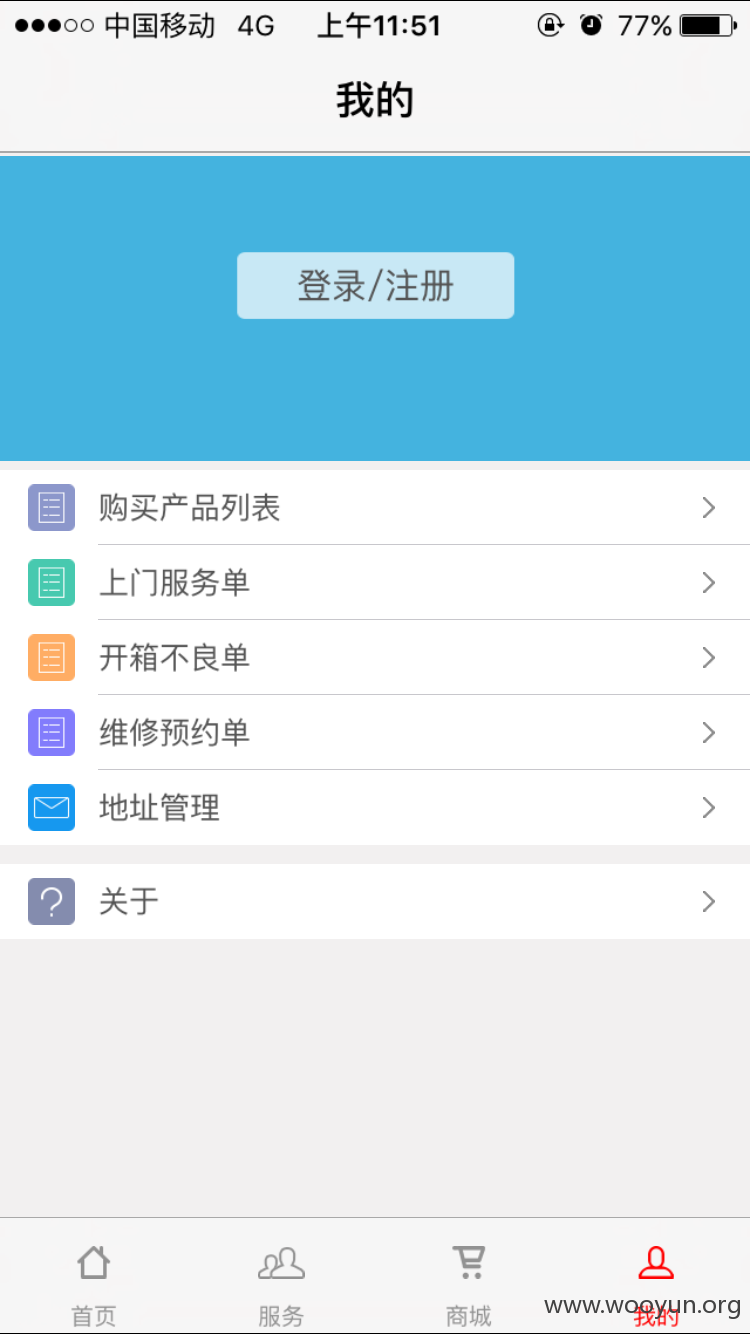 中国移动 4G 上午11:51 77%
我的
登录/注册
购买产品列表
上门服务单
开箱不良单
维修预约单
地址管理
关于
首页 服务 商城 我的
www.wooyun.org